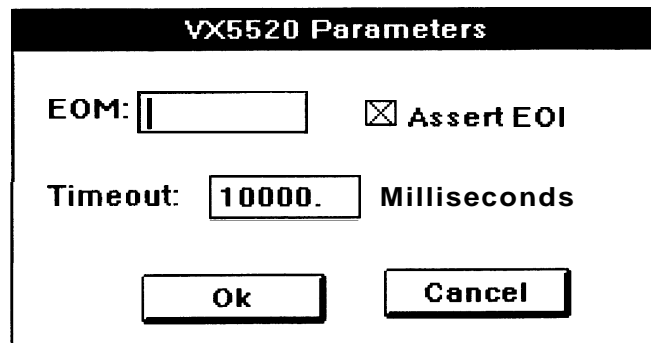 VX5520 Parameters
EOM: Assert EOI
Timeout: 10000. Milliseconds
Ok Cancel